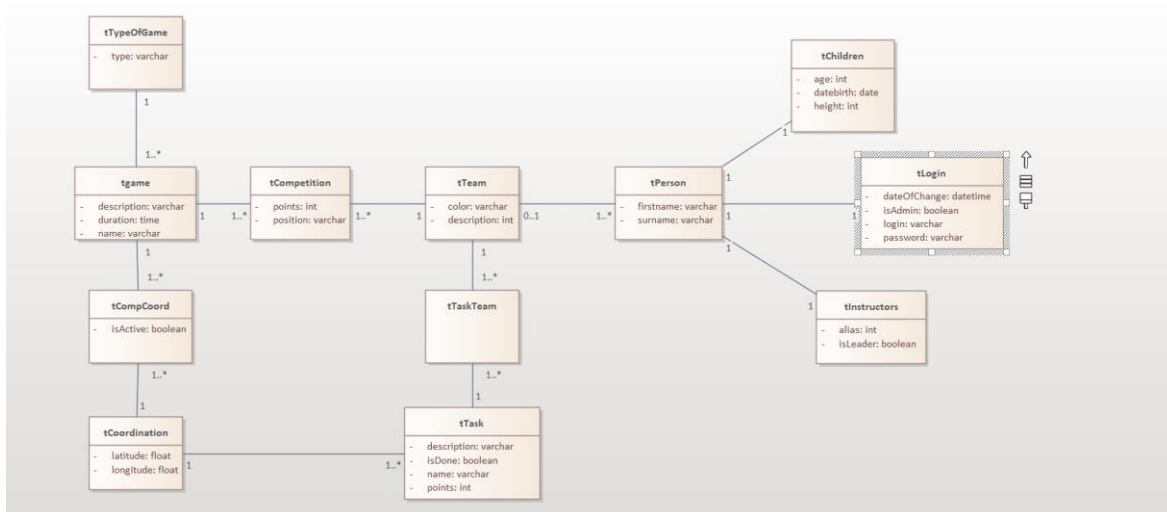 tTypeOfGame
- type: varchar
1
1..*
tgame
- description: varchar
- duration: time
- name: varchar
1
1..*
tCompetition
- points: int
- position: varchar
1..*
1
tTeam
- color: varchar
- description: int
0..1
1..*
tPerson
- firstname: varchar
- surname: varchar
1
1
tChildren
- age: int
- datebirth: date
- height: int
1
1
tLogin
- dateOfChange: datetime
- isAdmin: boolean
- login: varchar
- password: varchar
1
1
tInstructors
- alias: int
- isLeader: boolean
1
1..*
tCompCoord
- isActive: boolean
1..*
1
1
1..*
tTaskTeam
1..*
1
tCoordination
- latitude: float
- longitude: float
1
1..*
tTask
- description: varchar
- isDone: boolean
- name: varchar
- points: int